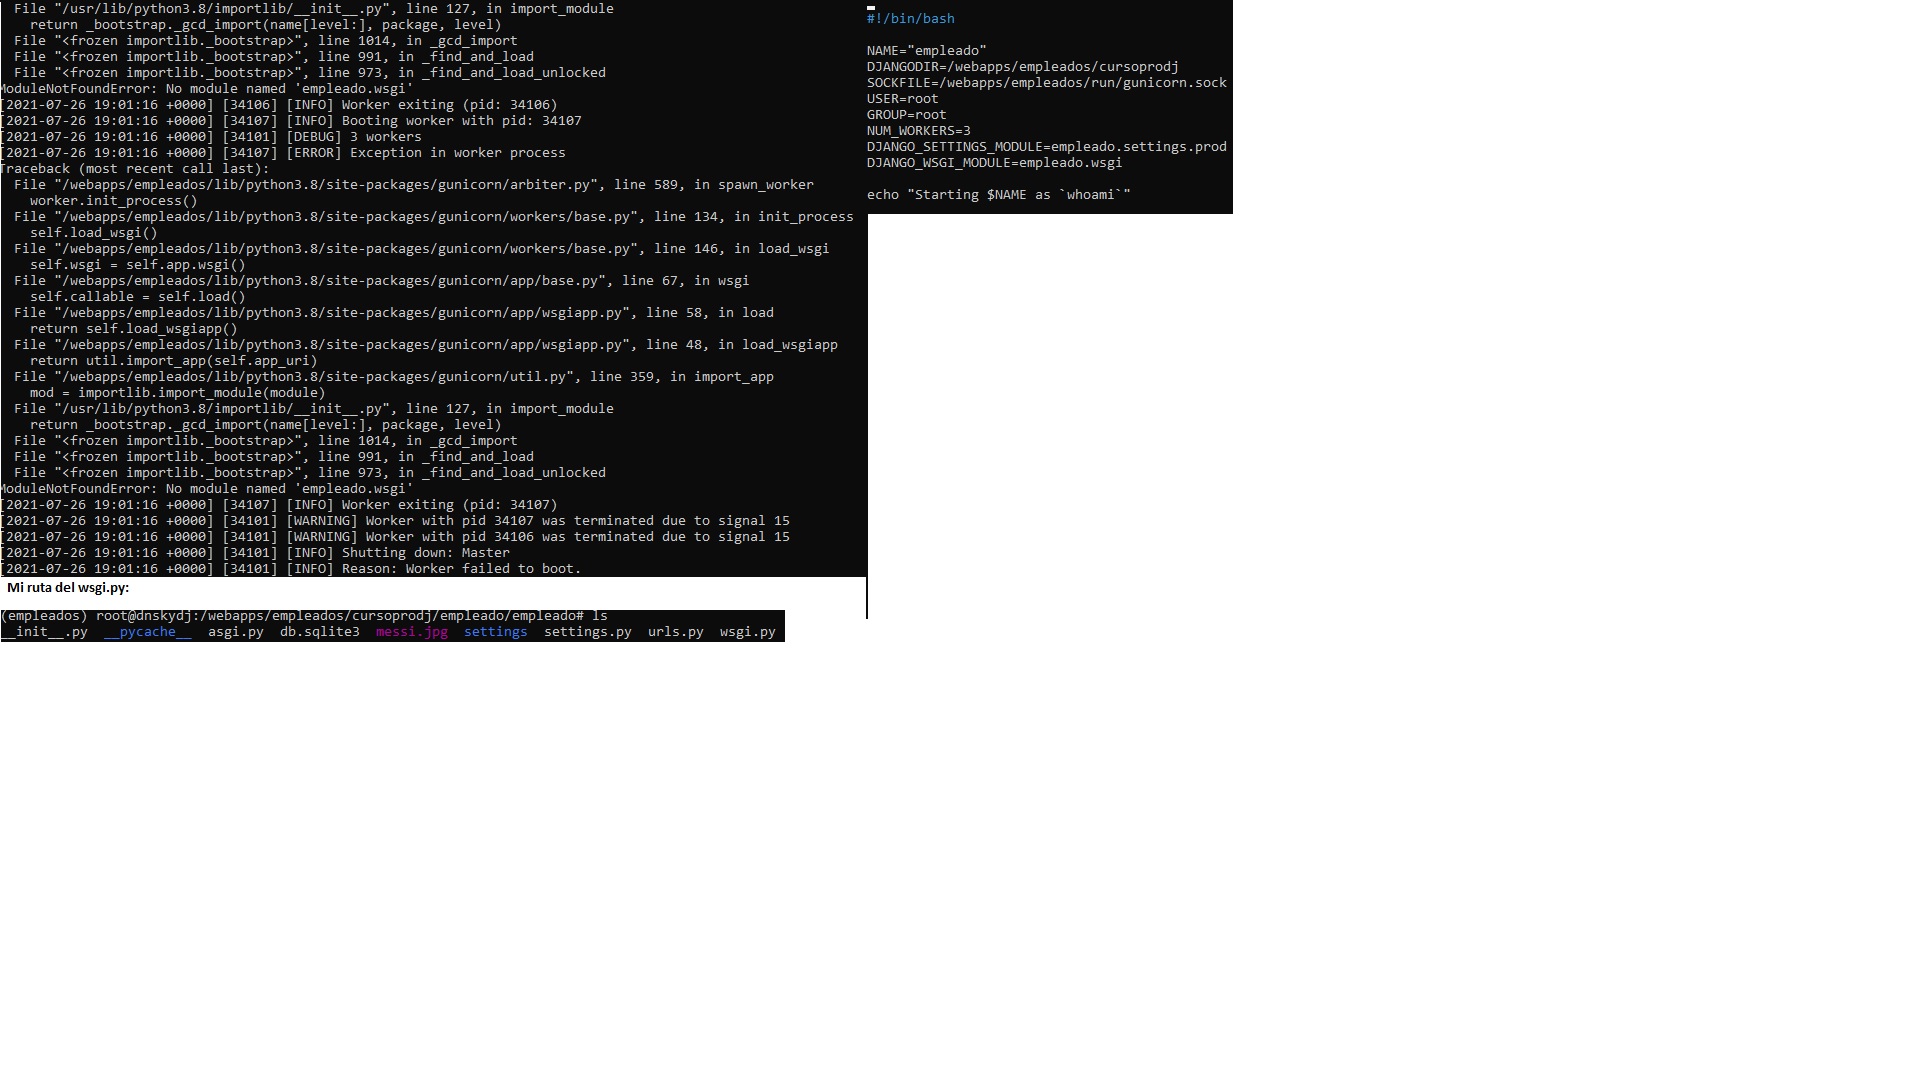 File "/usr/lib/python3.8/importlib/__init__.py", line 127, in import_module
return _bootstrap._gcd_import(name[level:], package, level)
File "<frozen importlib._bootstrap>", line 1014, in _gcd_import
File "<frozen importlib._bootstrap>", line 991, in _find_and_load
File "<frozen importlib._bootstrap>", line 973, in _find_and_load_unlocked
ModuleNotFoundError: No module named 'empleado.wsgi'
[2021-07-26 19:01:16 +0000] [34106] [INFO] Worker exiting (pid: 34106)
[2021-07-26 19:01:16 +0000] [34107] [INFO] Booting worker with pid: 34107
[2021-07-26 19:01:16 +0000] [34101] [DEBUG] 3 workers
[2021-07-26 19:01:16 +0000] [34107] [ERROR] Exception in worker process
Traceback (most recent call last):
File "/webapps/empleados/lib/python3.8/site-packages/gunicorn/arbiter.py", line 589, in spawn_worker
worker.init_process()
File "/webapps/empleados/lib/python3.8/site-packages/gunicorn/workers/base.py", line 134, in init_process
self.load_wsgi()
File "/webapps/empleados/lib/python3.8/site-packages/gunicorn/workers/base.py", line 146, in load_wsgi
self.wsgi = self.app.wsgi()
File "/webapps/empleados/lib/python3.8/site-packages/gunicorn/app/base.py", line 67, in wsgi
self.callable = self.load()
File "/webapps/empleados/lib/python3.8/site-packages/gunicorn/app/wsgiapp.py", line 58, in load
return self.load_wsgiapp()
File "/webapps/empleados/lib/python3.8/site-packages/gunicorn/app/wsgiapp.py", line 48, in load_wsgiapp
return util.import_app(self.app_uri)
File "/webapps/empleados/lib/python3.8/site-packages/gunicorn/util.py", line 359, in import_app
mod = importlib.import_module(module)
File "/usr/lib/python3.8/importlib/__init__.py", line 127, in import_module
return _bootstrap._gcd_import(name[level:], package, level)
File "<frozen importlib._bootstrap>", line 1014, in _gcd_import
File "<frozen importlib._bootstrap>", line 991, in _find_and_load
File "<frozen importlib._bootstrap>", line 973, in _find_and_load_unlocked
ModuleNotFoundError: No module named 'empleado.wsgi'
[2021-07-26 19:01:16 +0000] [34107] [INFO] Worker exiting (pid: 34107)
[2021-07-26 19:01:16 +0000] [34101] [WARNING] Worker with pid 34107 was terminated due to signal 15
[2021-07-26 19:01:16 +0000] [34101] [WARNING] Worker with pid 34106 was terminated due to signal 15
[2021-07-26 19:01:16 +0000] [34101] [INFO] Shutting down: Master
[2021-07-26 19:01:16 +0000] [34101] [INFO] Reason: Worker failed to boot.
Mi ruta del wsgi.py:
(empleados) root@dnskydj:/webapps/empleados/cursoprodj/empleado/empleado# ls
__init__.py  __pycache__  asgi.py  db.sqlite3  messi.jpg  settings  settings.py  urls.py  wsgi.py
#!/bin/bash
NAME="empleado"
DJANGODIR=/webapps/empleados/cursoprodj
SOCKFILE=/webapps/empleados/run/gunicorn.sock
USER=root
GROUP=root
NUM_WORKERS=3
DJANGO_SETTINGS_MODULE=empleado.settings.prod
DJANGO_WSGI_MODULE=empleado.wsgi
echo "Starting $NAME as `whoami`"